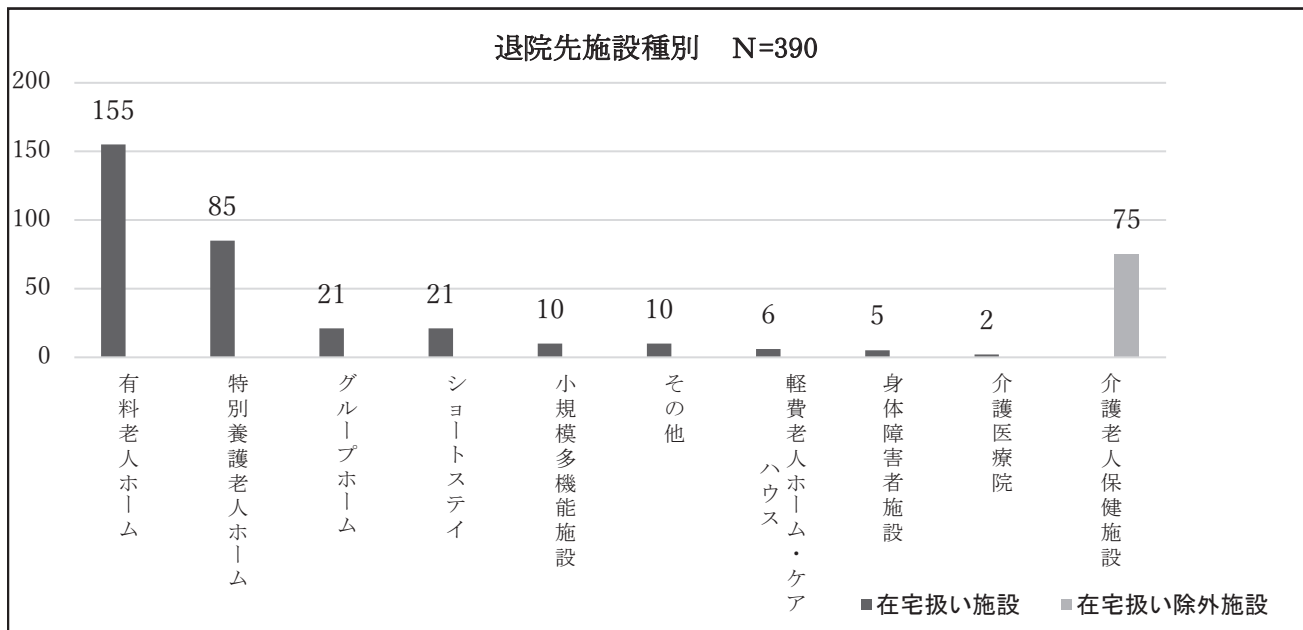 退院先施設種別　N=390
200
150
100
50
0
155
85
21
21
10
10
6
5
2
75
有料老人ホーム
特別養護老人ホーム
グループホーム
ショートステイ
小規模多機能施設
その他
軽費老人ホーム・ケア
ハウス
身体障害者施設
介護医療院
介護老人保健施設
■在宅扱い施設　■在宅扱い除外施設